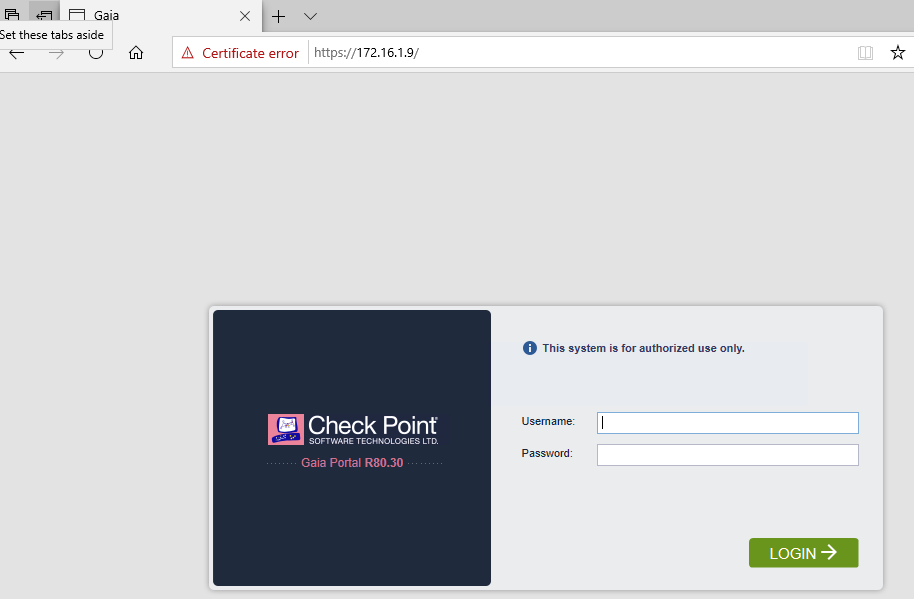 Gaia
Set these tabs aside
Certificate error
https://172.16.1.9/
This system is for authorized use only.
Check Point
SOFTWARE TECHNOLOGIES LTD.
Gaia Portal R80.30
Username:
Password:
LOGIN